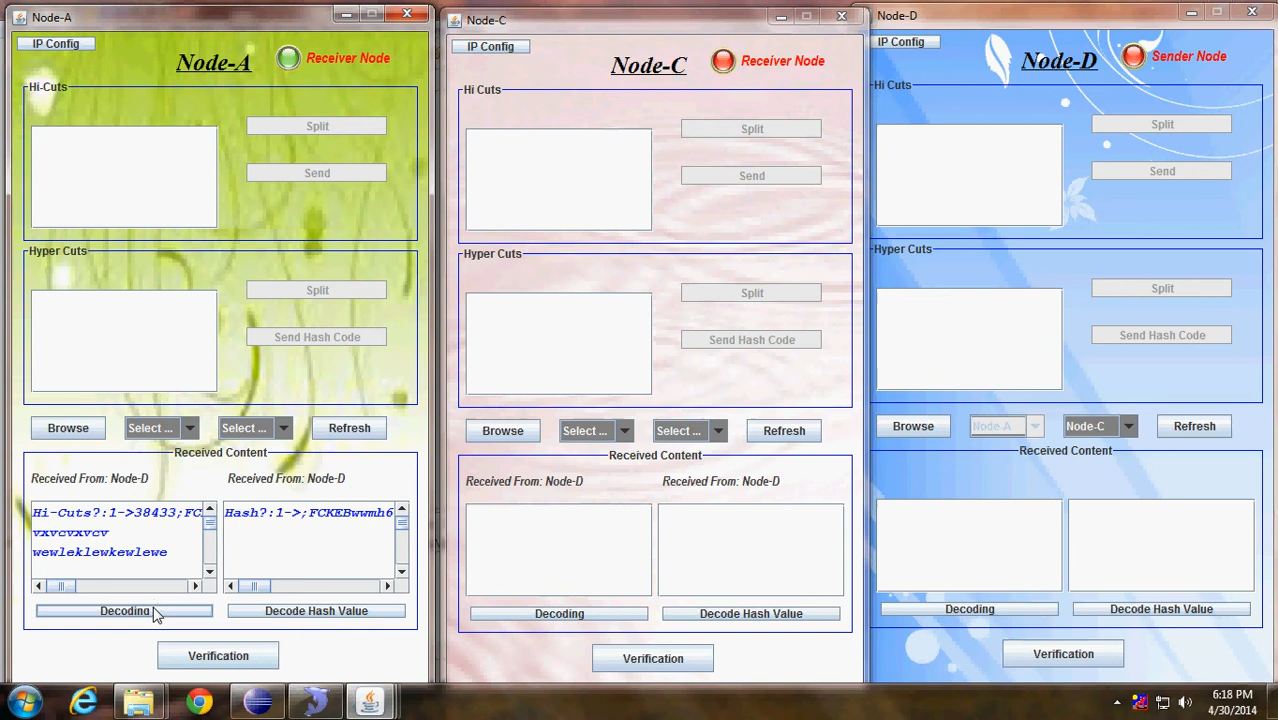 Node-A
IP Config
Node-A
Receiver Node
Hi-Cuts
Split
Send
Hyper Cuts
Split
Send Hash Code
Browse
Select ...
Select ...
Refresh
Received Content
Received From: Node-D
Received From: Node-D
Hi-Cuts?:1->38433;FC
vxvcvxvcv
wewleklewkewlewe
Hash?:1->;FCKEBwwmh6
Decoding
Decode Hash Value
Verification
Node-C
IP Config
Node-C
Receiver Node
Hi Cuts
Split
Send
Hyper Cuts
Split
Send Hash Code
Browse
Select ...
Select ...
Refresh
Received Content
Received From: Node-D
Received From: Node-D
Decoding
Decode Hash Value
Verification
Node-D
IP Config
Node-D
Sender Node
Hi Cuts
Split
Send
Hyper Cuts
Split
Send Hash Code
Browse
Node-A
Node-C
Refresh
Received Content
Decoding
Decode Hash Value
Verification
6:18 PM
4/30/2014